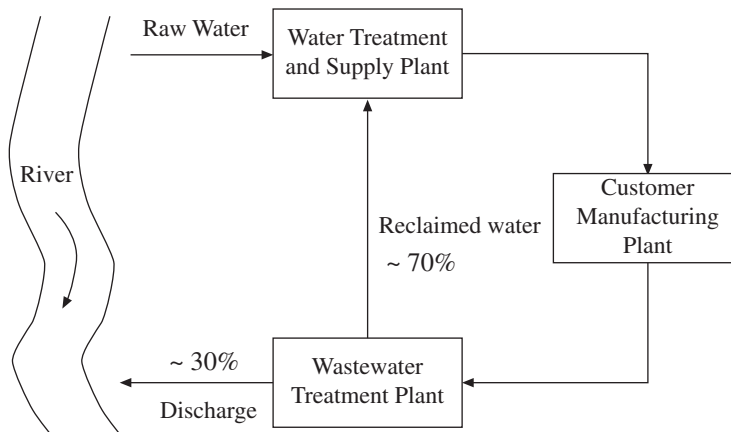 Raw Water
Water Treatment
and Supply Plant
River
Customer
Manufacturing
Plant
Reclaimed water
~ 70%
~ 30%
Discharge
Wastewater
Treatment Plant